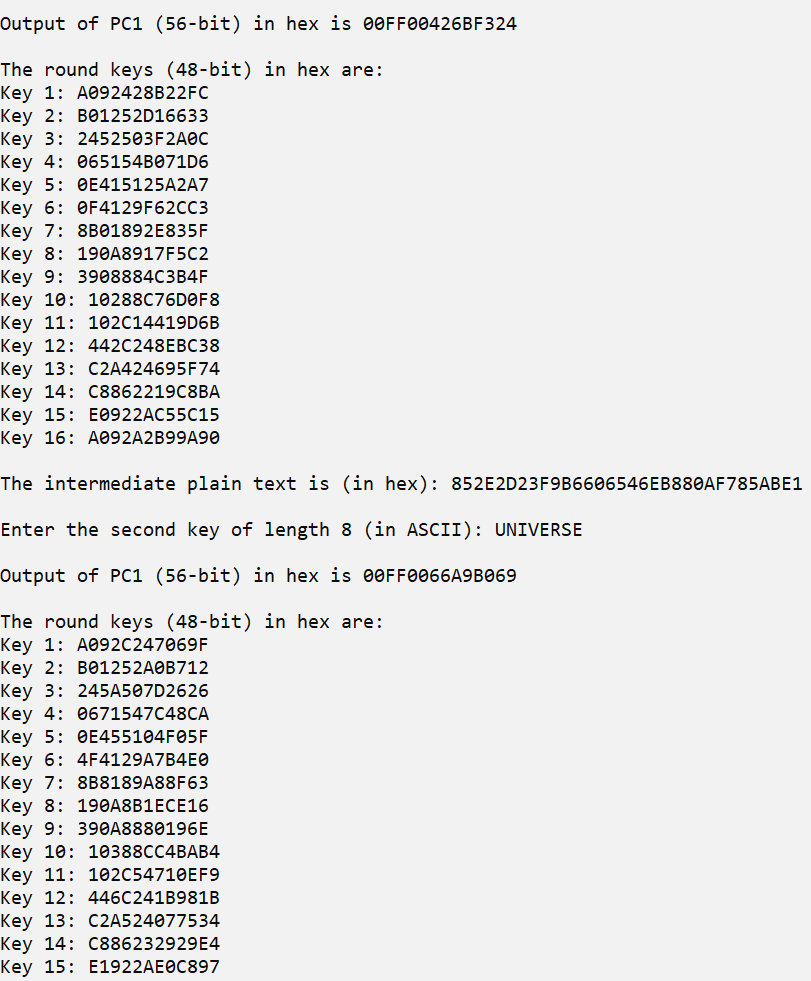 Output of PC1 (56-bit) in hex is 00FF00426BF324
The round keys (48-bit) in hex are:
Key 1: A092428B22FC
Key 2: B01252D16633
Key 3: 2452503F2A0C
Key 4: 065154B071D6
Key 5: 0E415125A2A7
Key 6: 0F4129F62CC3
Key 7: 8B01892E835F
Key 8: 190A8917F5C2
Key 9: 3908884C3B4F
Key 10: 10288C76D0F8
Key 11: 102C14419D6B
Key 12: 442C248EBC38
Key 13: C2A424695F74
Key 14: C8862219C8BA
Key 15: E0922AC55C15
Key 16: A092A2B99A90
The intermediate plain text is (in hex): 852E2D23F9B6606546EB880AF785ABE1
Enter the second key of length 8 (in ASCII): UNIVERSE
Output of PC1 (56-bit) in hex is 00FF0066A9B069
The round keys (48-bit) in hex are:
Key 1: A092C247069F
Key 2: B01252A0B712
Key 3: 245A507D2626
Key 4: 0671547C48CA
Key 5: 0E455104F05F
Key 6: 4F4129A7B4E0
Key 7: 8B8189A88F63
Key 8: 190A8B1ECE16
Key 9: 390A8880196E
Key 10: 10388CC4BAB4
Key 11: 102C54710EF9
Key 12: 446C241B981B
Key 13: C2A524077534
Key 14: C886232929E4
Key 15: E1922AE0C897